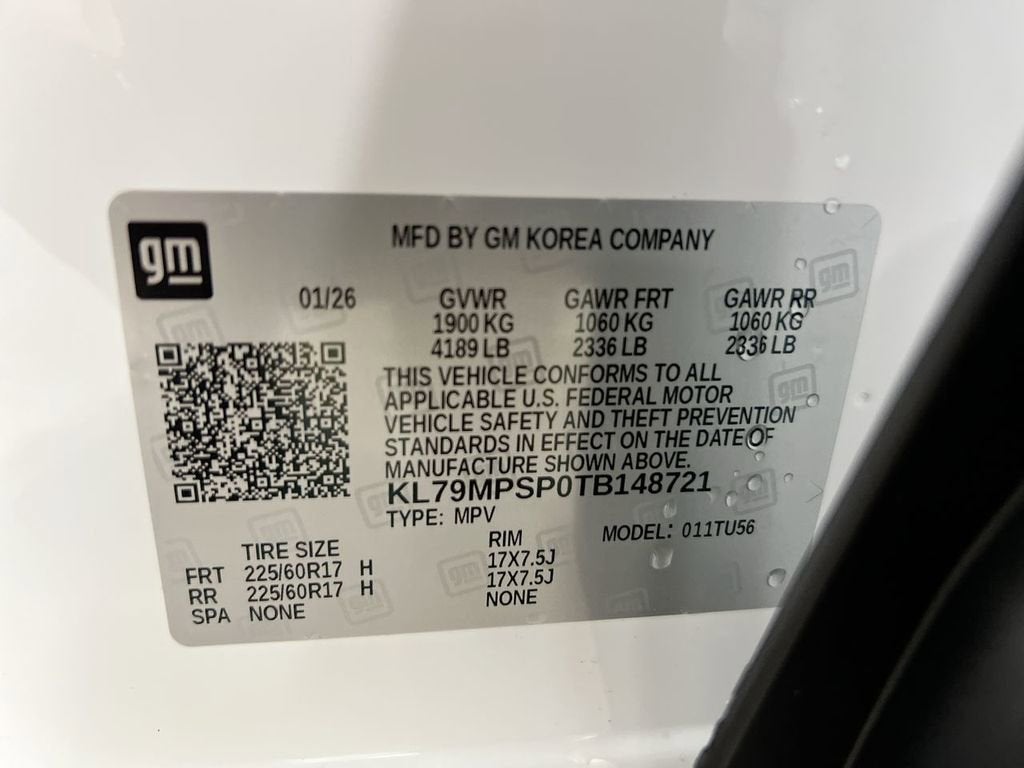 gm
MFD BY GM KOREA COMPANY
01/26 GVWR GAWR FRT GAWR RR
1900 KG 1060 KG 1060 KG
4189 LB 2336 LB 2336 LB
THIS VEHICLE CONFORMS TO ALL
APPLICABLE U.S. FEDERAL MOTOR
VEHICLE SAFETY AND THEFT PREVENTION
STANDARDS IN EFFECT ON THE DATE OF
MANUFACTURE SHOWN ABOVE.
KL79MPSP0TB148721
TYPE: MPV MODEL: 011TU56
TIRE SIZE RIM
FRT 225/60R17 H 17X7.5J
RR 225/60R17 H 17X7.5J
SPA NONE NONE